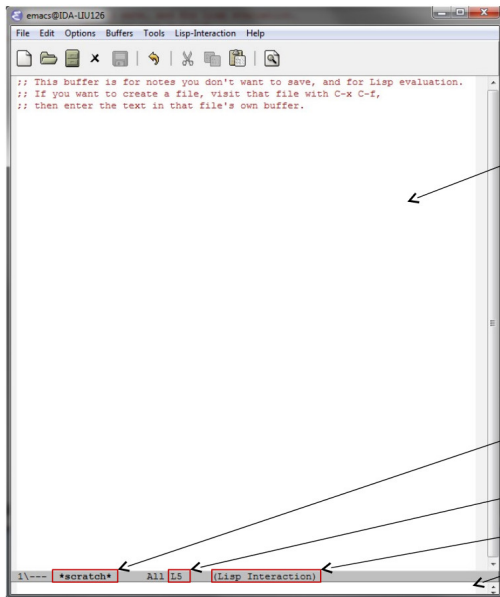 emacs@IDA-LIU126
File Edit Options Buffers Tools Lisp-Interaction Help
;; This buffer is for notes you don't want to save, and for Lisp evaluation.
;; If you want to create a file, visit that file with C-x C-f,
;; then enter the text in that file's own buffer.
1\--- *scratch* All L5 (Lisp Interaction)